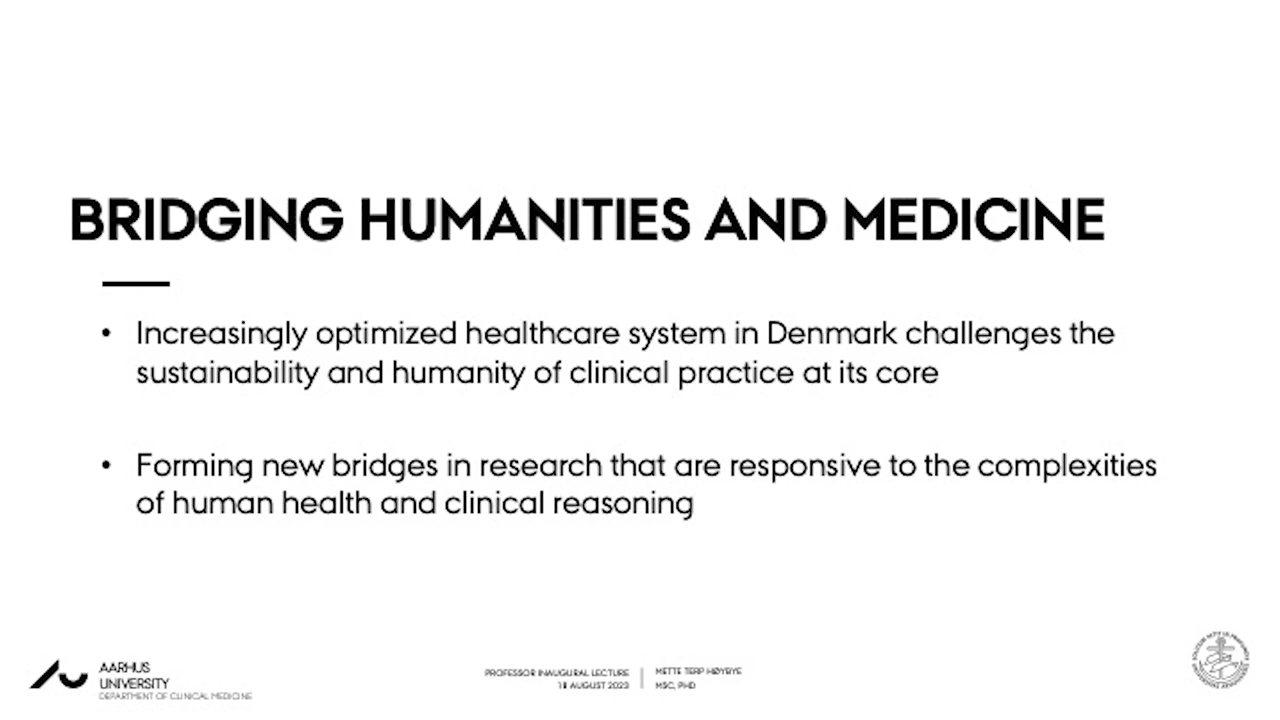 BRIDGING HUMANITIES AND MEDICINE
• Increasingly optimized healthcare system in Denmark challenges the
sustainability and humanity of clinical practice at its core
• Forming new bridges in research that are responsive to the complexities
of human health and clinical reasoning
AARHUS
UNIVERSITY
DEPARTMENT OF CLINICAL MEDICINE
PROFESSOR INAUGURAL LECTURE
18 AUGUST 2023
METTE TERP HØYBYE
MSC, PHD